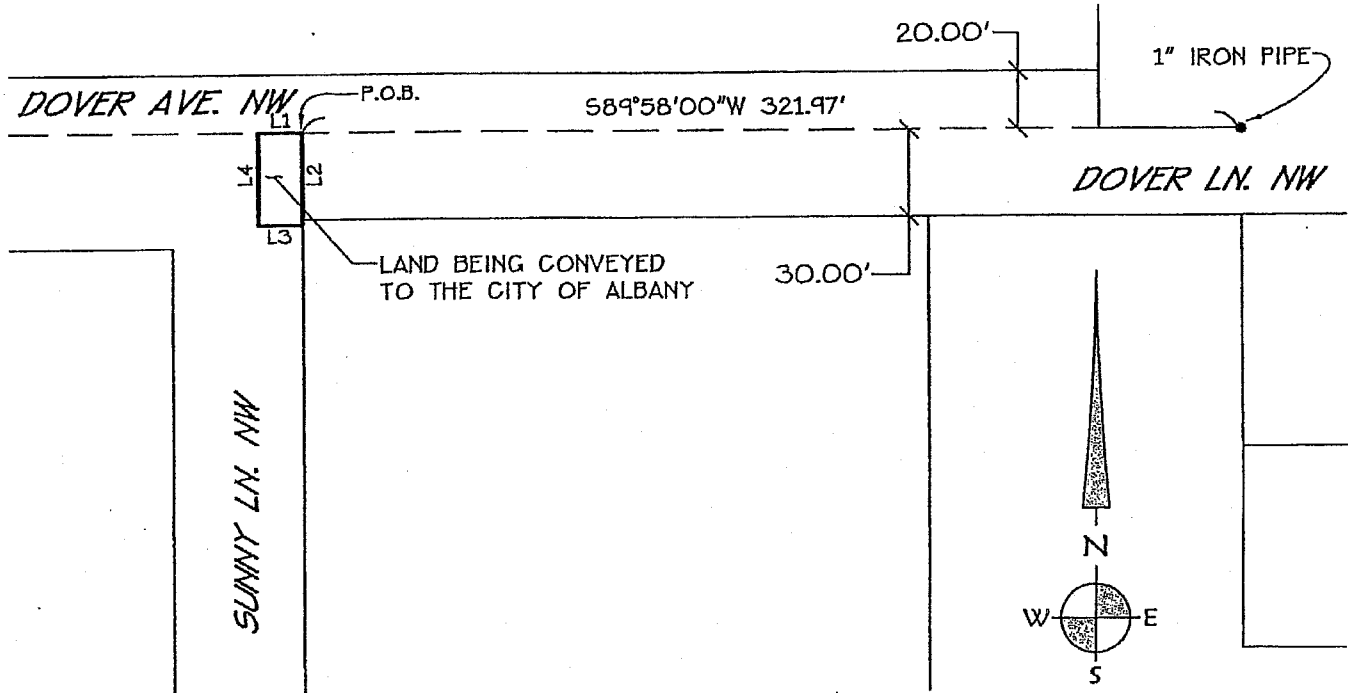 20.00'
1" IRON PIPE
DOVER AVE. NW
P.O.B.
S89°58'00"W 321.97'
L1
L4
L2
DOVER LN. NW
L3
LAND BEING CONVEYED
TO THE CITY OF ALBANY
30.00'
SUNNY LN. NW
N
W
E
S